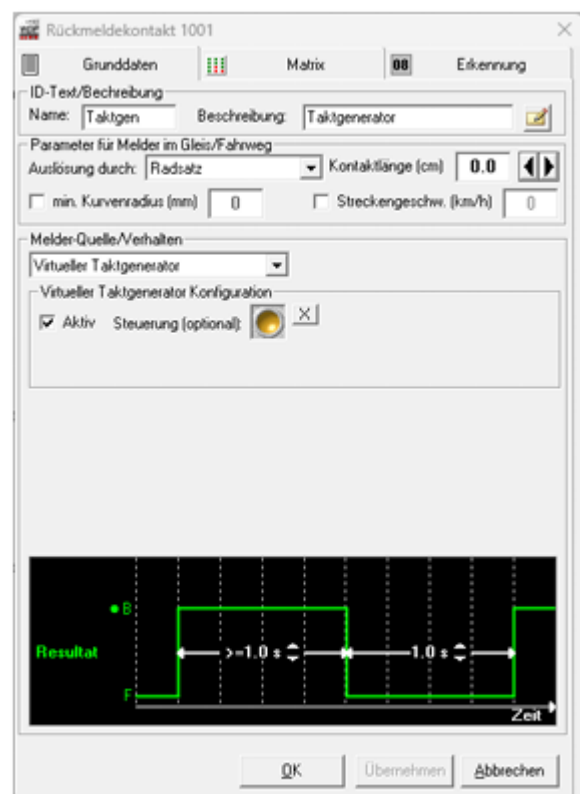 Rückmeldekontakt 1001
Grunddaten Matrix 08 Erkennung
ID-Text/Bechreibung
Name: Taktgen Beschreibung: Taktgenerator
Parameter für Melder im Gleis/Fahrweg
Auslösung durch: Radsatz Kontaktlänge (cm) 0.0
min. Kurvenradius (mm) 0 Streckengeschw. (km/h) 0
Melder-Quelle/Verhalten
Virtueller Taktgenerator
Virtueller Taktgenerator Konfiguration
Aktiv Steuerung (optional): X
B
Resultat >=1.0 s 1.0 s
F
Zeit
OK Übernehmen Abbrechen